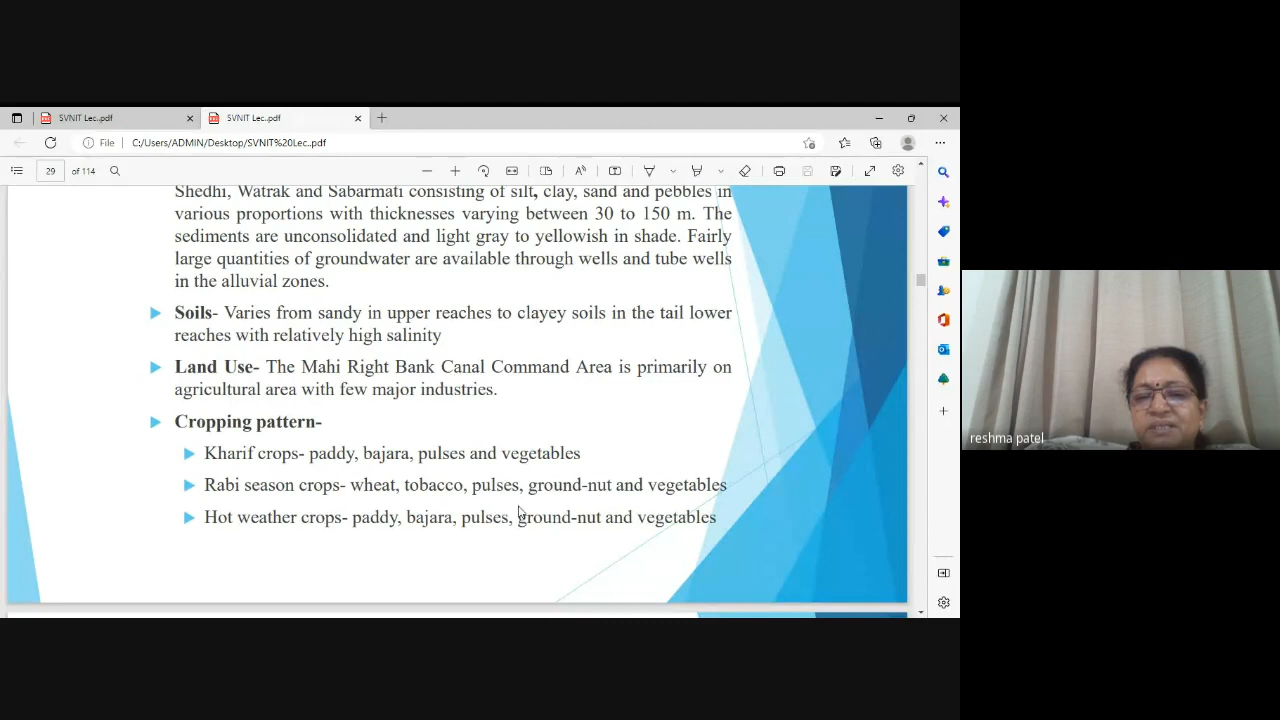 SVNIT Lec..pdf
SVNIT Lec..pdf
File
C:/Users/ADMIN/Desktop/SVNIT%20Lec..pdf
29 of 114
Shedhi, Watrak and Sabarmati consisting of silt, clay, sand and pebbles in
various proportions with thicknesses varying between 30 to 150 m. The
sediments are unconsolidated and light gray to yellowish in shade. Fairly
large quantities of groundwater are available through wells and tube wells
in the alluvial zones.
Soils- Varies from sandy in upper reaches to clayey soils in the tail lower
reaches with relatively high salinity
Land Use- The Mahi Right Bank Canal Command Area is primarily on
agricultural area with few major industries.
Cropping pattern-
Kharif crops- paddy, bajara, pulses and vegetables
Rabi season crops- wheat, tobacco, pulses, ground-nut and vegetables
Hot weather crops- paddy, bajara, pulses, ground-nut and vegetables
reshma patel